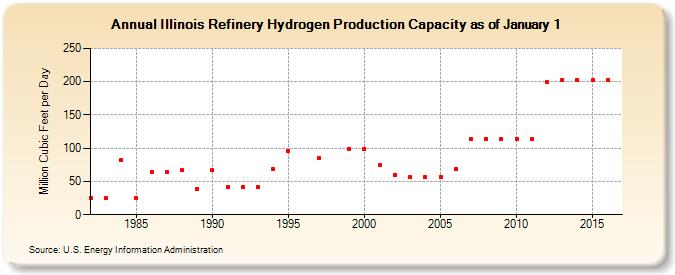 Annual Illinois Refinery Hydrogen Production Capacity as of January 1
Million Cubic Feet per Day
250
200
150
100
50
0
1985 1990 1995 2000 2005 2010 2015
Source: U.S. Energy Information Administration